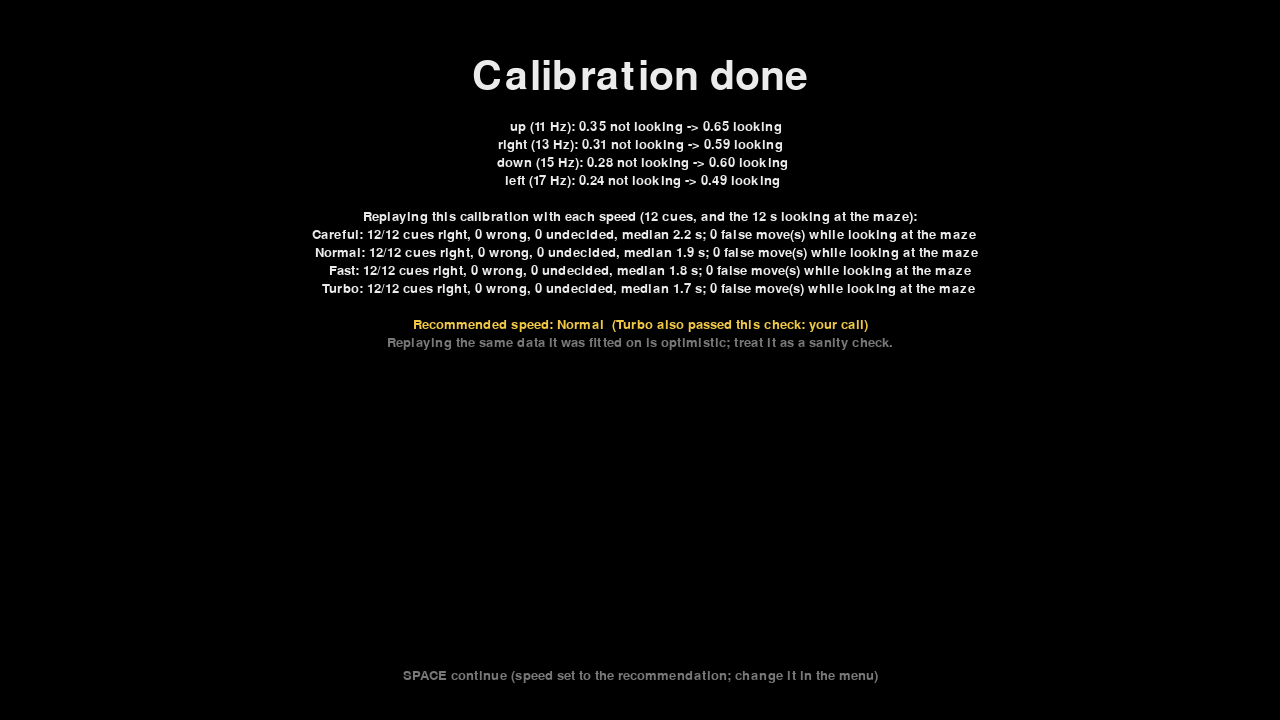 Calibration done
up (11 Hz): 0.35 not looking -> 0.65 looking
right (13 Hz): 0.31 not looking -> 0.59 looking
down (15 Hz): 0.28 not looking -> 0.60 looking
left (17 Hz): 0.24 not looking -> 0.49 looking
Replaying this calibration with each speed (12 cues, and the 12 s looking at the maze):
Careful: 12/12 cues right, 0 wrong, 0 undecided, median 2.2 s; 0 false move(s) while looking at the maze
Normal: 12/12 cues right, 0 wrong, 0 undecided, median 1.9 s; 0 false move(s) while looking at the maze
Fast: 12/12 cues right, 0 wrong, 0 undecided, median 1.8 s; 0 false move(s) while looking at the maze
Turbo: 12/12 cues right, 0 wrong, 0 undecided, median 1.7 s; 0 false move(s) while looking at the maze
Recommended speed: Normal  (Turbo also passed this check: your call)
Replaying the same data it was fitted on is optimistic; treat it as a sanity check.
SPACE continue (speed set to the recommendation; change it in the menu)